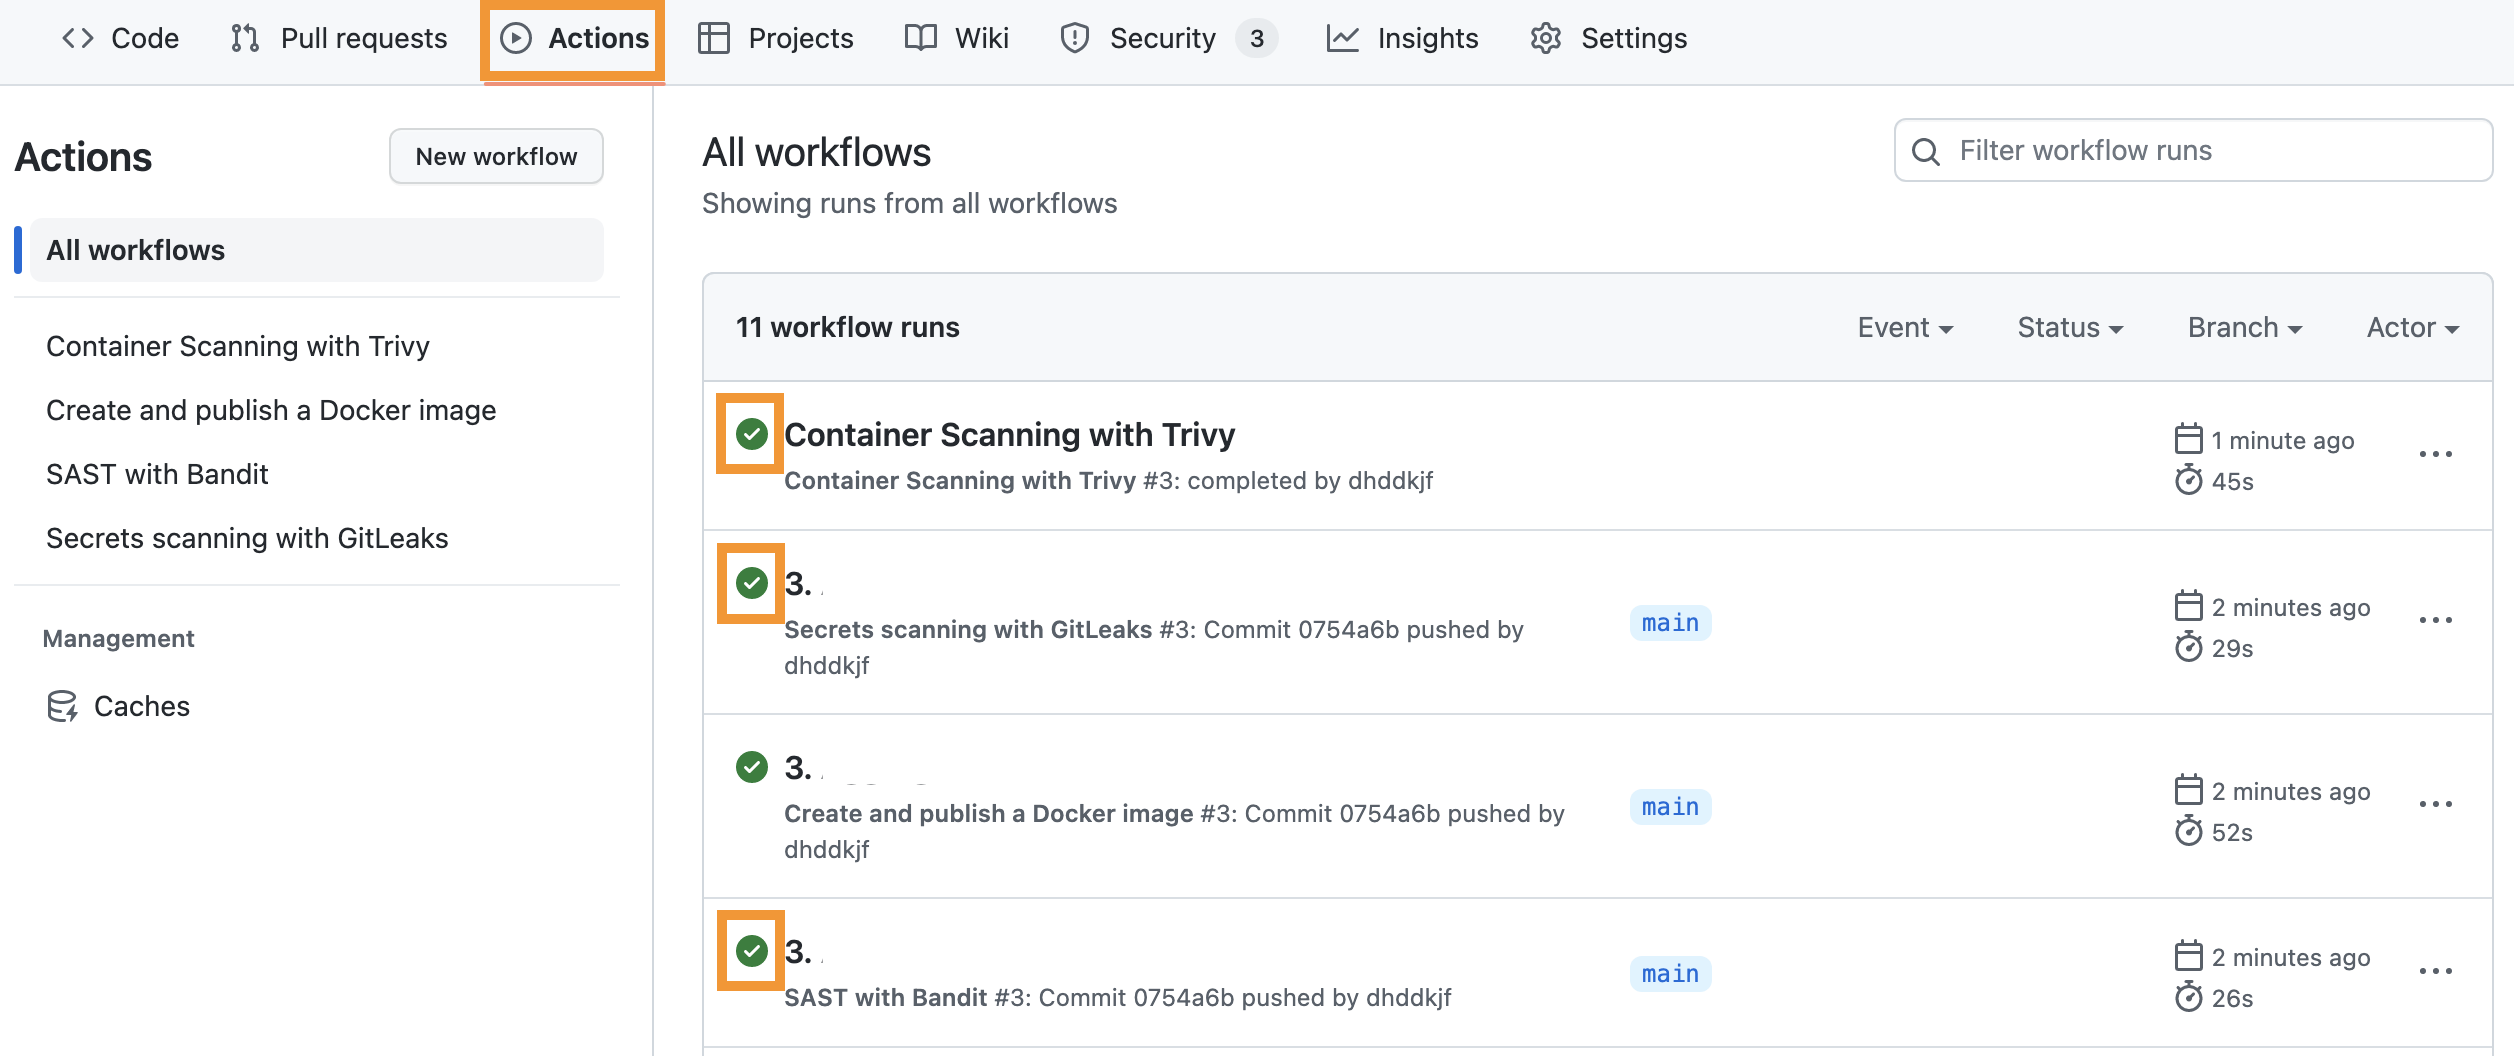 Code Pull requests Actions Projects Wiki Security 3 Insights Settings
Actions New workflow
All workflows
Container Scanning with Trivy
Create and publish a Docker image
SAST with Bandit
Secrets scanning with GitLeaks
Management
Caches
All workflows
Showing runs from all workflows
Filter workflow runs
11 workflow runs Event Status Branch Actor
Container Scanning with Trivy
Container Scanning with Trivy #3: completed by dhddkjf
1 minute ago
45s
3.
Secrets scanning with GitLeaks #3: Commit 0754a6b pushed by
dhddkjf
main
2 minutes ago
29s
3.
Create and publish a Docker image #3: Commit 0754a6b pushed by
dhddkjf
main
2 minutes ago
52s
3.
SAST with Bandit #3: Commit 0754a6b pushed by dhddkjf
main
2 minutes ago
26s